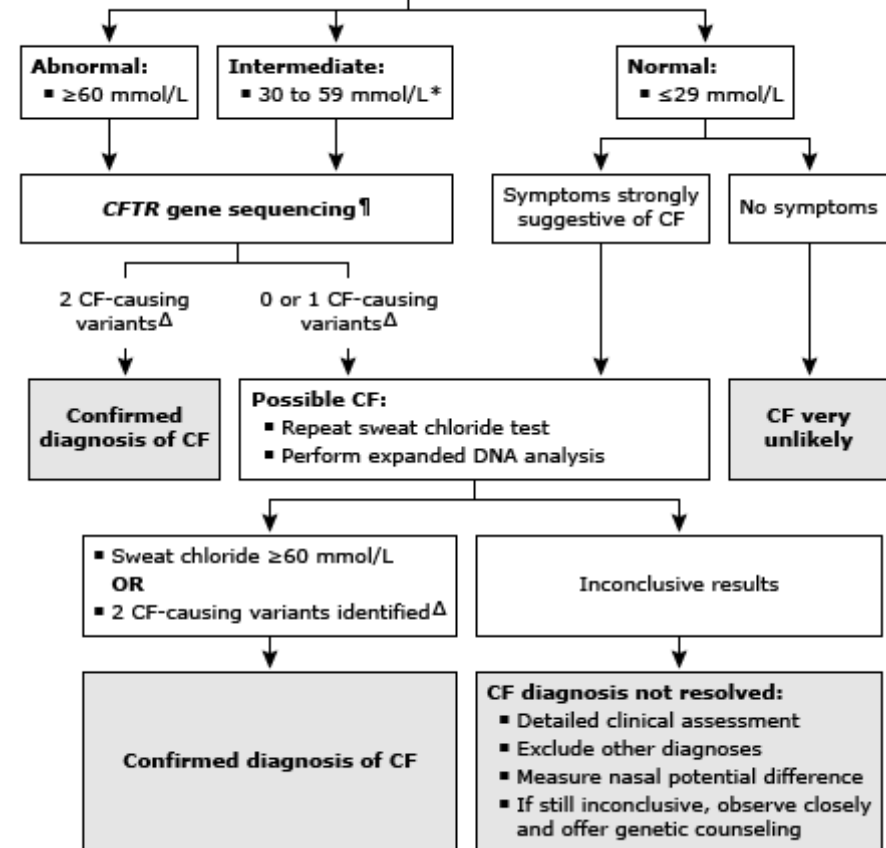 Abnormal:
▪ ≥60 mmol/L
Intermediate:
▪ 30 to 59 mmol/L*
Normal:
▪ ≤29 mmol/L
CFTR gene sequencing¶
Symptoms strongly
suggestive of CF
No symptoms
2 CF-causing
variantsΔ
0 or 1 CF-causing
variantsΔ
Confirmed
diagnosis of CF
Possible CF:
▪ Repeat sweat chloride test
▪ Perform expanded DNA analysis
CF very
unlikely
▪ Sweat chloride ≥60 mmol/L
OR
▪ 2 CF-causing variants identifiedΔ
Inconclusive results
Confirmed diagnosis of CF
CF diagnosis not resolved:
▪ Detailed clinical assessment
▪ Exclude other diagnoses
▪ Measure nasal potential difference
▪ If still inconclusive, observe closely
and offer genetic counseling